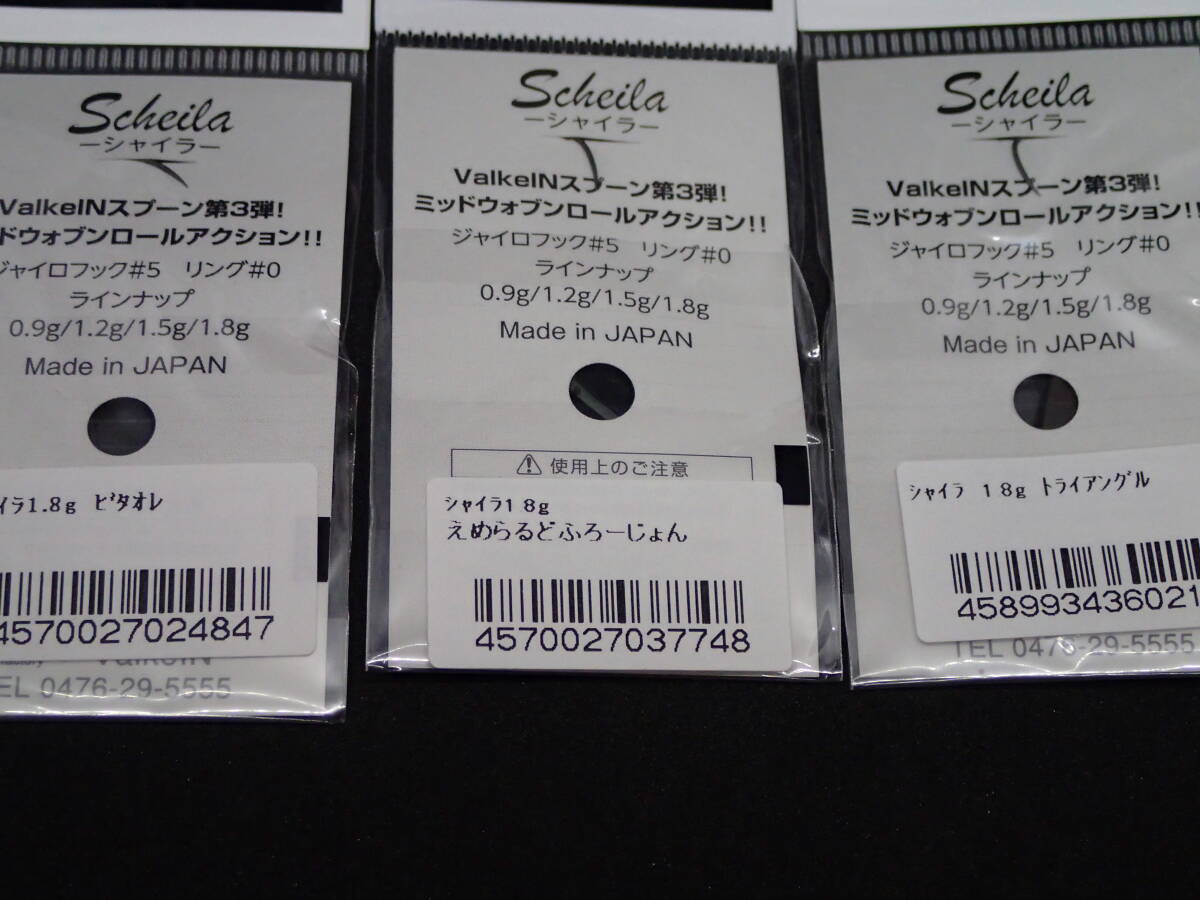 Scheila
ーシャイラー
ValkeINスプーン第3弾!
ドウォブンロールアクション!!
ジャイロフック#5 リング#0
ラインナップ
0.9g/1.2g/1.5g/1.8g
Made in JAPAN
イラ1.8g ﾋﾟﾀｵﾚ
4570027024847
ValkeIN
TEL 0476-29-5555
Scheila
ーシャイラー
ValkeINスプーン第3弾!
ミッドウォブンロールアクション!!
ジャイロフック#5 リング#0
ラインナップ
0.9g/1.2g/1.5g/1.8g
Made in JAPAN
⚠ 使用上のご注意
ｼｬｲﾗ18g
えめらるどふろーじょん
4570027037748
Scheila
ーシャイラー
ValkeINスプーン第3弾!
ミッドウォブンロールアクション!!
ジャイロフック#5 リング#0
ラインナップ
0.9g/1.2g/1.5g/1.8g
Made in JAPAN
ｼｬｲﾗ 18g ﾄﾗｲｱﾝｸﾞﾙ
458993436021
TEL 0476-29-5555